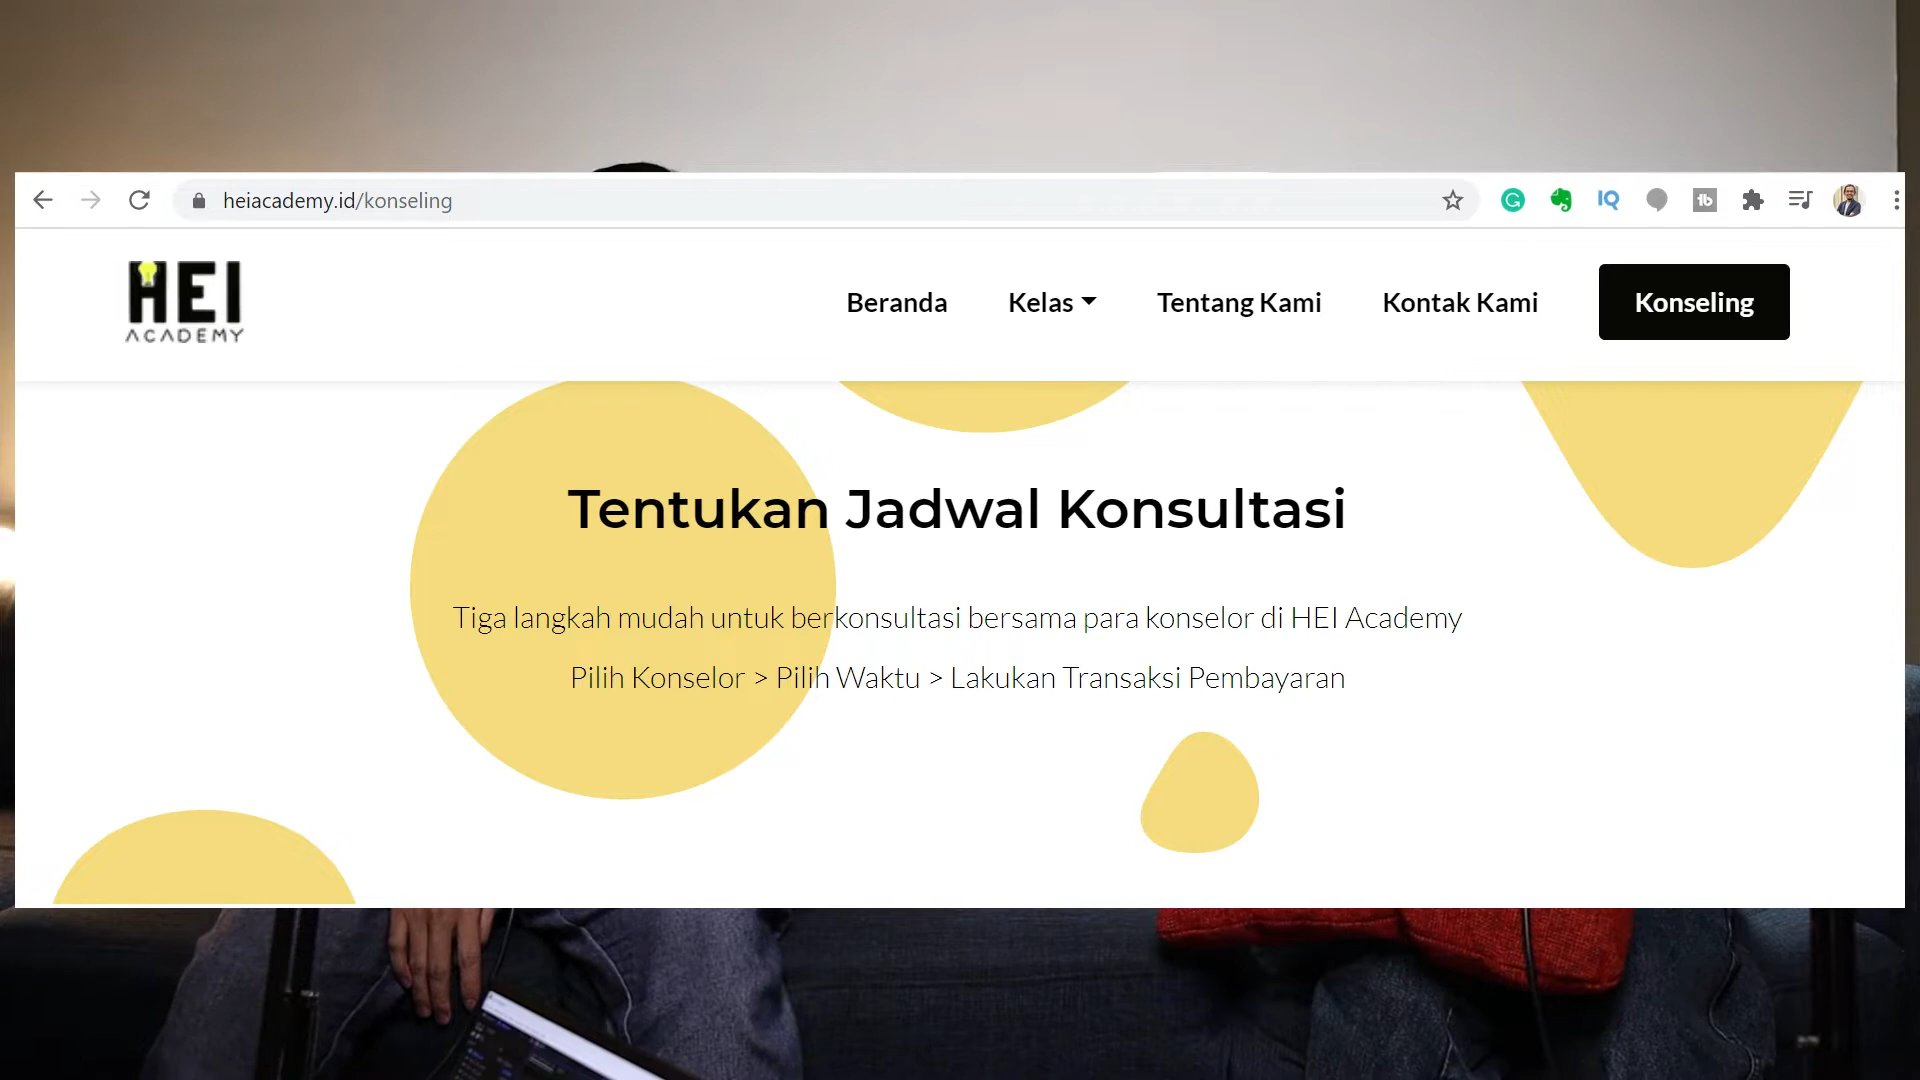 heiacademy.id/konseling
IQ
HEI
ACADEMY
Beranda
Kelas
Tentang Kami
Kontak Kami
Konseling
Tentukan Jadwal Konsultasi
Tiga langkah mudah untuk berkonsultasi bersama para konselor di HEI Academy
Pilih Konselor > Pilih Waktu > Lakukan Transaksi Pembayaran